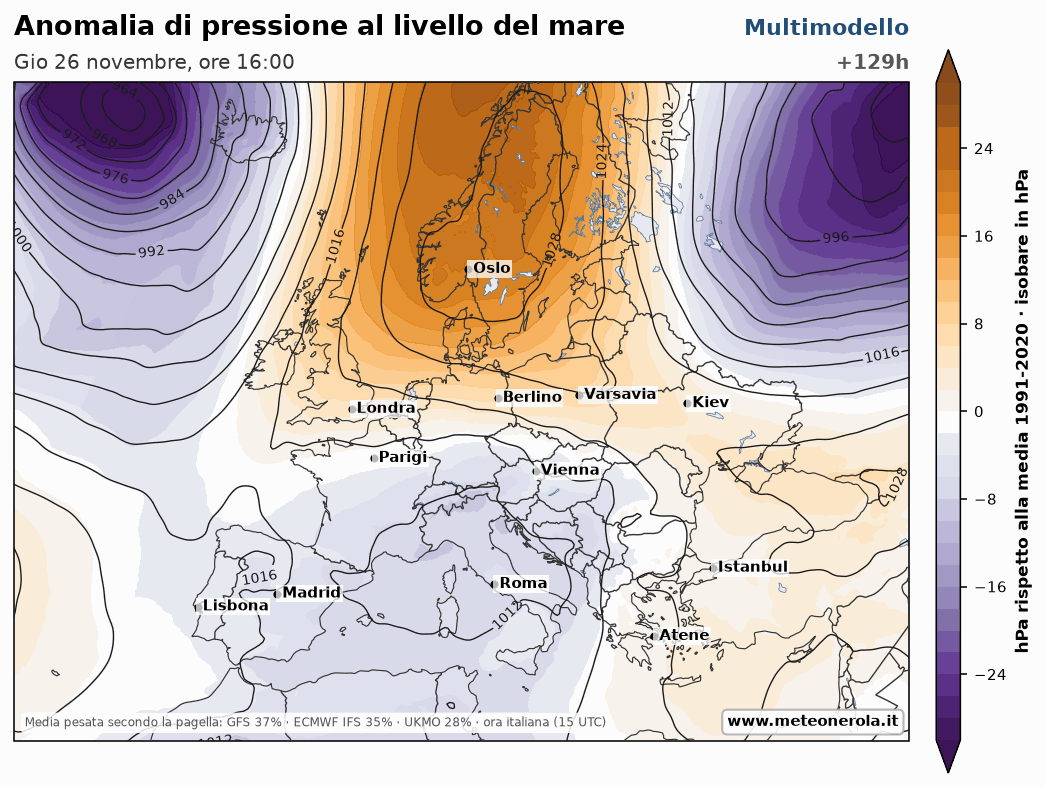 Anomalia di pressione al livello del mare
Multimodello
Gio 26 novembre, ore 16:00
+129h
964
968
972
976
984
992
1016
1024
1012
1028
996
1016
Oslo
Londra
Berlino
Varsavia
Kiev
Parigi
Vienna
1028
1016
Madrid
Lisbona
Roma
1012
Istanbul
Atene
Media pesata secondo la pagella: GFS 37% · ECMWF IFS 35% · UKMO 28% · ora italiana (15 UTC)
www.meteonerola.it
1012
24
16
8
0
−8
−16
−24
hPa rispetto alla media 1991-2020 · isobare in hPa